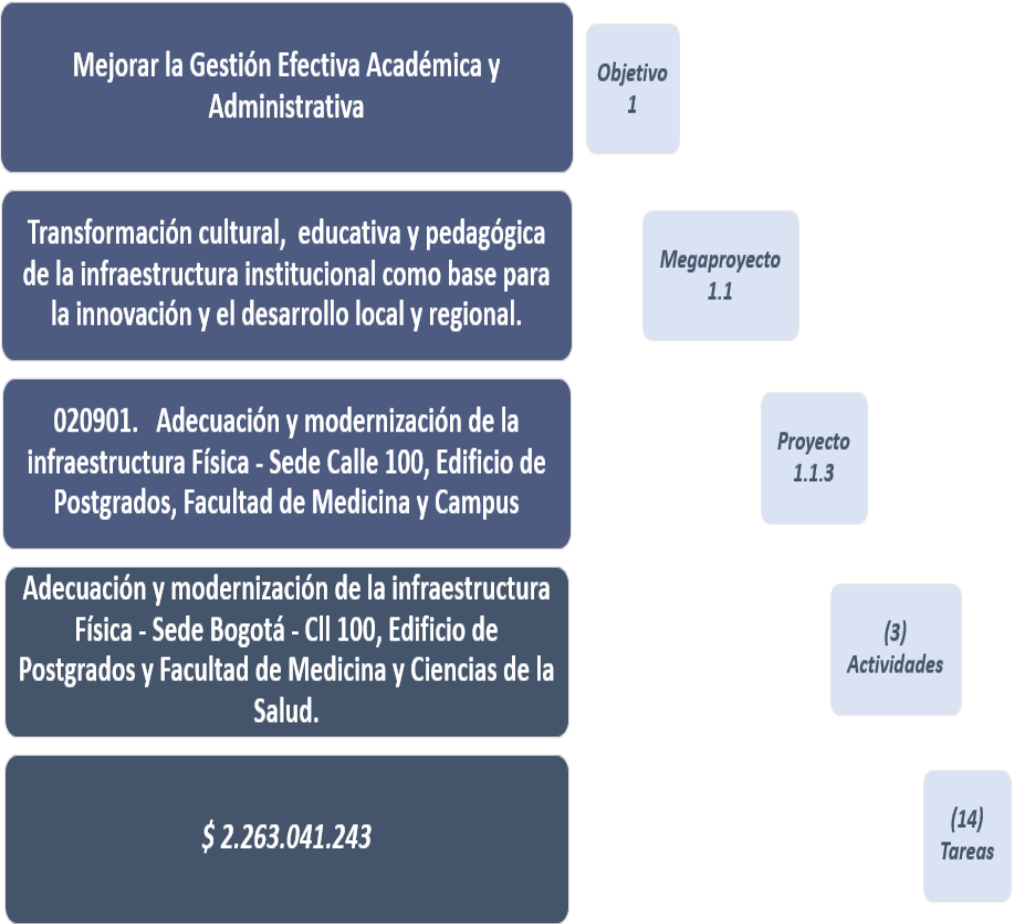 Mejorar la Gestión Efectiva Académica y
Administrativa
Objetivo
1
Transformación cultural, educativa y pedagógica
de la infraestructura institucional como base para
la innovación y el desarrollo local y regional.
Megaproyecto
1.1
020901. Adecuación y modernización de la
infraestructura Física - Sede Calle 100, Edificio de
Postgrados, Facultad de Medicina y Campus
Proyecto
1.1.3
Adecuación y modernización de la infraestructura
Física - Sede Bogotá - Cll 100, Edificio de
Postgrados y Facultad de Medicina y Ciencias de la
Salud.
(3)
Actividades
$ 2.263.041.243
(14)
Tareas